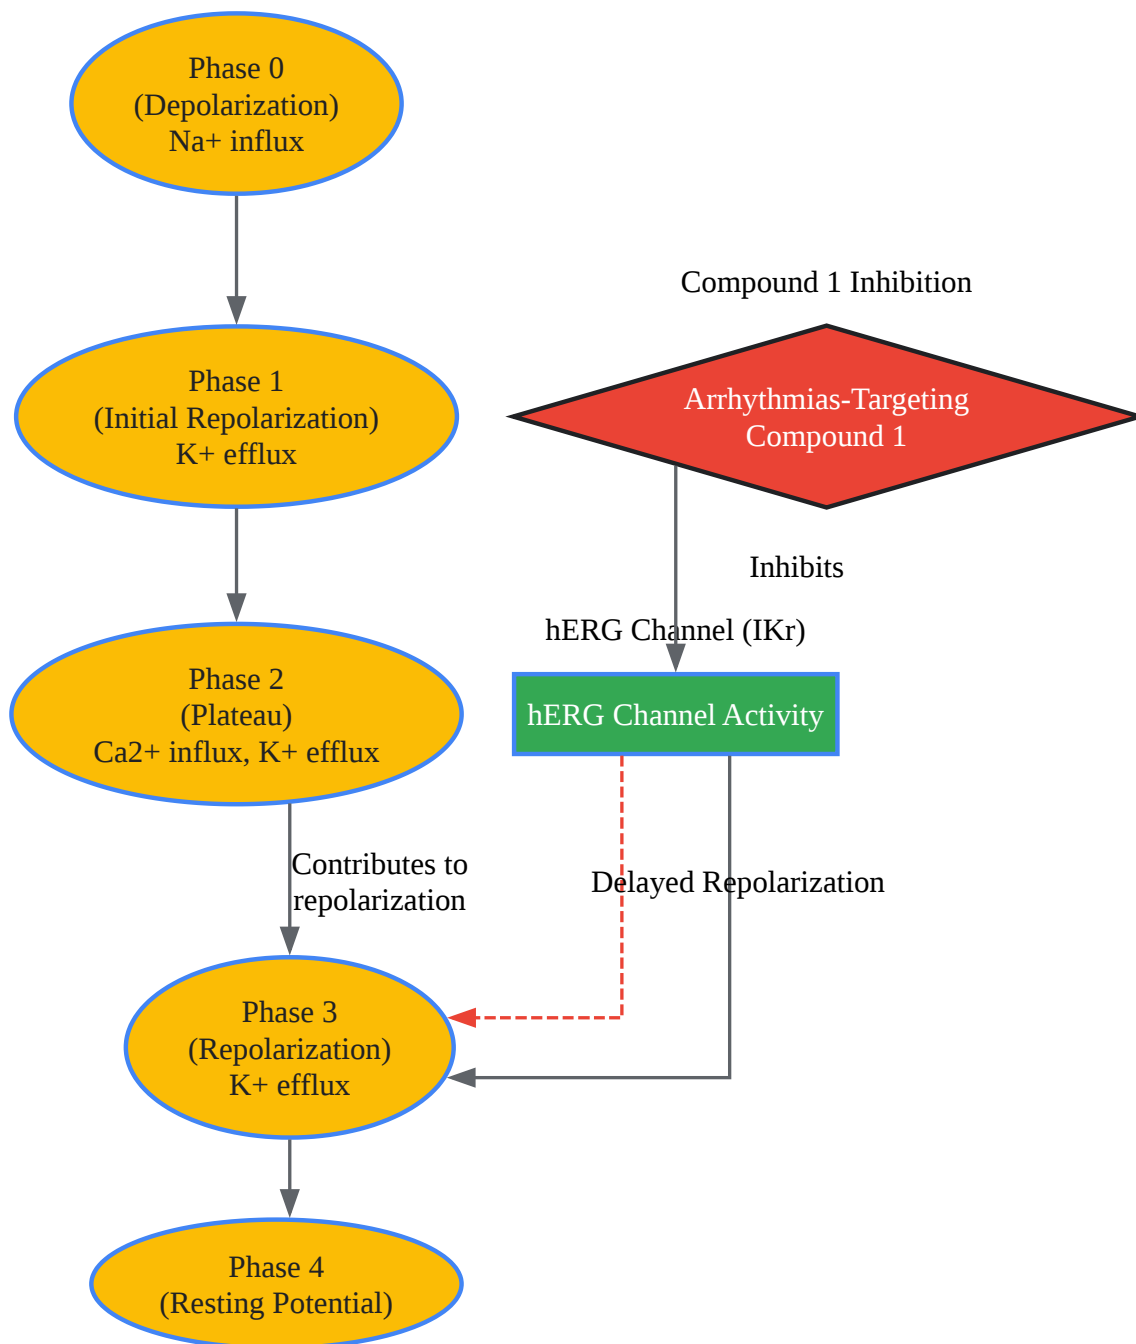 Phase 0
(Depolarization)
Na+ influx
Compound 1 Inhibition
Phase 1
(Initial Repolarization)
K+ efflux
Arrhythmias-Targeting
Compound 1
Inhibits
hERG Channel (IKr)
Phase 2
(Plateau)
Ca2+ influx, K+ efflux
hERG Channel Activity
Contributes to
repolarization
Delayed Repolarization
Phase 3
(Repolarization)
K+ efflux
Phase 4
(Resting Potential)